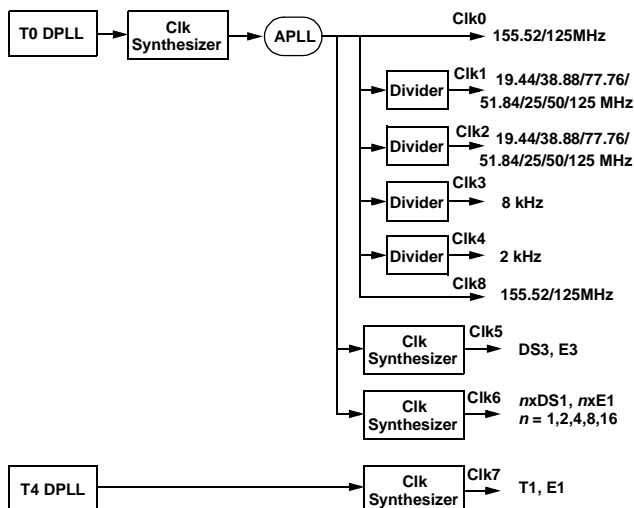 T0 DPLL
Clk
Synthesizer
APLL
Clk0
155.52/125MHz
Divider
Clk1
19.44/38.88/77.76/
51.84/25/50/125 MHz
Divider
Clk2
19.44/38.88/77.76/
51.84/25/50/125 MHz
Divider
Clk3
8 kHz
Divider
Clk4
2 kHz
Clk8
155.52/125MHz
Clk
Synthesizer
Clk5
DS3, E3
Clk
Synthesizer
Clk6
nxDS1, nxE1
n = 1,2,4,8,16
T4 DPLL
Clk
Synthesizer
Clk7
T1, E1